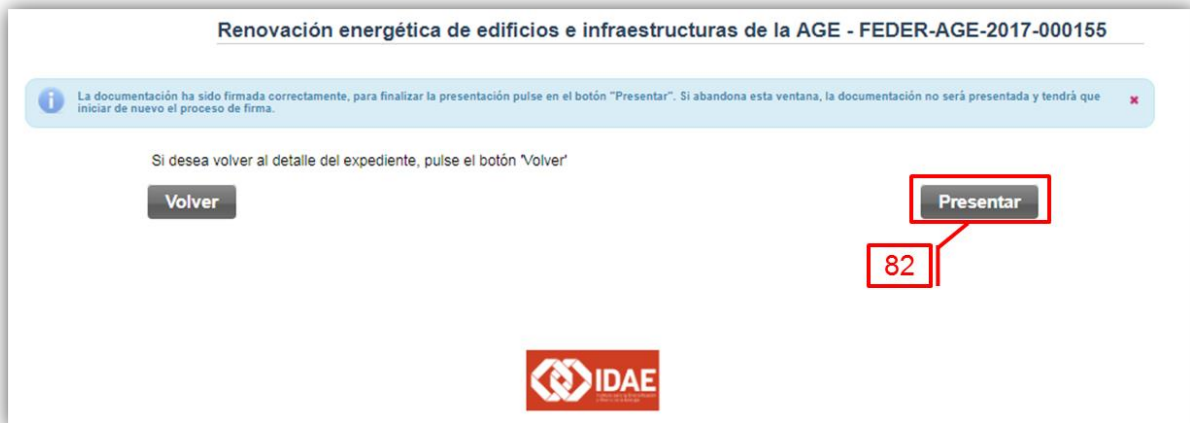 Renovación energética de edificios e infraestructuras de la AGE - FEDER-AGE-2017-000155
La documentación ha sido firmada correctamente, para finalizar la presentación pulse en el botón "Presentar". Si abandona esta ventana, la documentación no será presentada y tendrá que
iniciar de nuevo el proceso de firma.
Si desea volver al detalle del expediente, pulse el botón 'Volver'
Volver
Presentar
82
IDAE